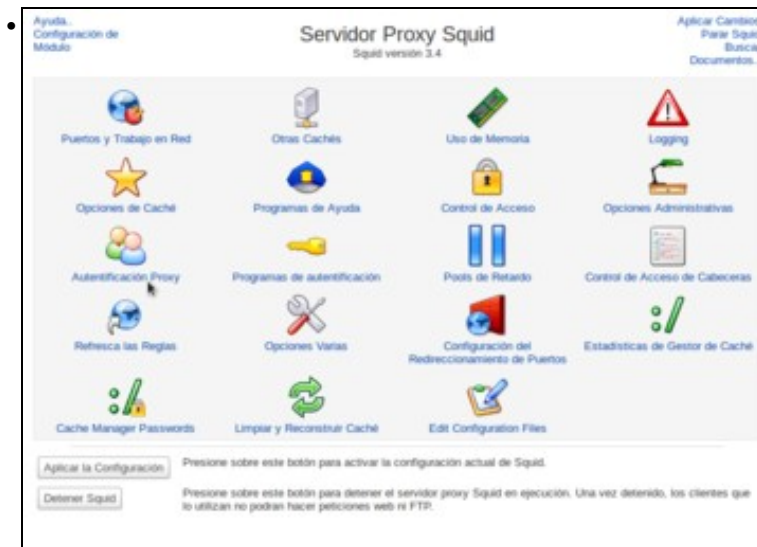 Ayuda..
Configuración de
Módulo
Servidor Proxy Squid
Squid versión 3.4
Aplicar Cambios
Parar Squid
Busca
Documentos..
Puertos y Trabajo en Red
Otras Cachés
Uso de Memoria
Logging
Opciones de Caché
Programas de Ayuda
Control de Acceso
Opciones Administrativas
Autentificación Proxy
Programas de autentificación
Pools de Retardo
Control de Acceso de Cabeceras
Refresca las Reglas
Opciones Varias
Configuración del
Redireccionamiento de Puertos
Estadísticas de Gestor de Caché
Cache Manager Passwords
Limpiar y Reconstruir Caché
Edit Configuration Files
Aplicar la Configuración
Presione sobre este botón para activar la configuración actual de Squid.
Detener Squid
Presione sobre este botón para detener el servidor proxy Squid en ejecución. Una vez detenido, los clientes que
lo utilizan no podran hacer peticiones web ni FTP.